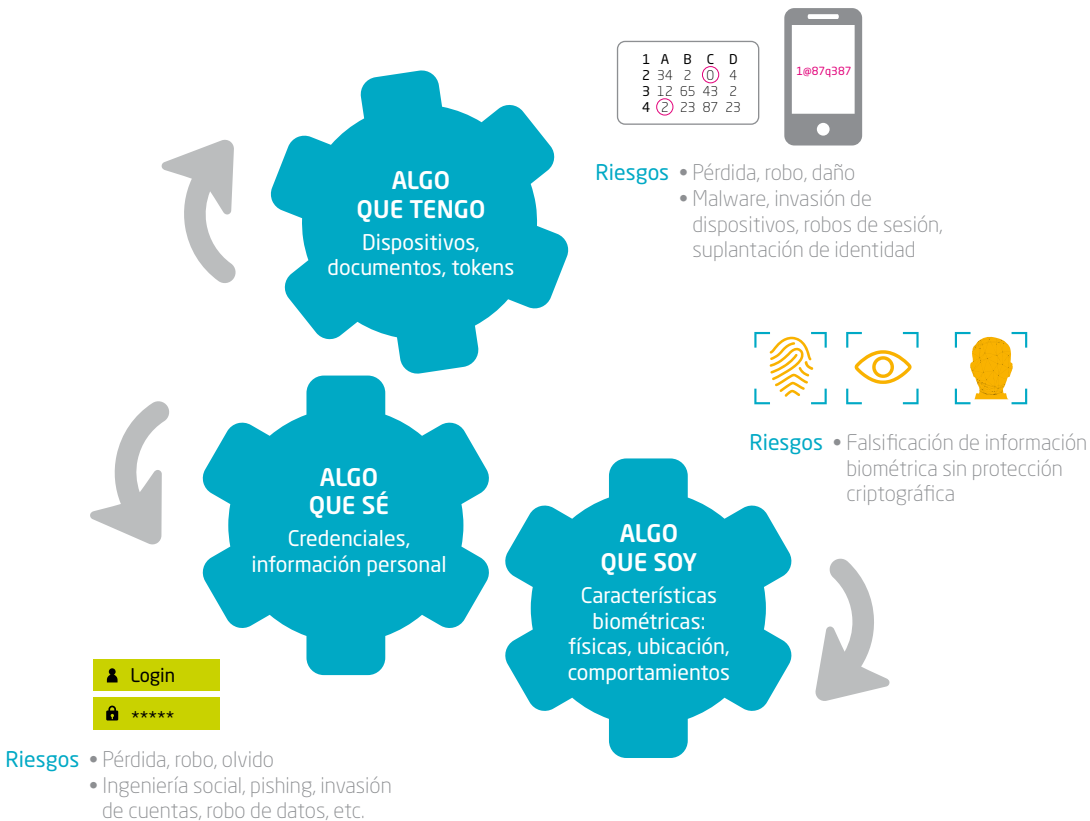 1 A B C D
2 34 2 0 4
3 12 65 43 2
4 2 23 87 23
1@87q387
ALGO
QUE TENGO
Dispositivos,
documentos, tokens
Riesgos • Pérdida, robo, daño
• Malware, invasión de
dispositivos, robos de sesión,
suplantación de identidad
Riesgos • Falsificación de información
biométrica sin protección
criptográfica
ALGO
QUE SÉ
Credenciales,
información personal
ALGO
QUE SOY
Características
biométricas:
físicas, ubicación,
comportamientos
Login
*****
Riesgos • Pérdida, robo, olvido
• Ingeniería social, pishing, invasión
de cuentas, robo de datos, etc.